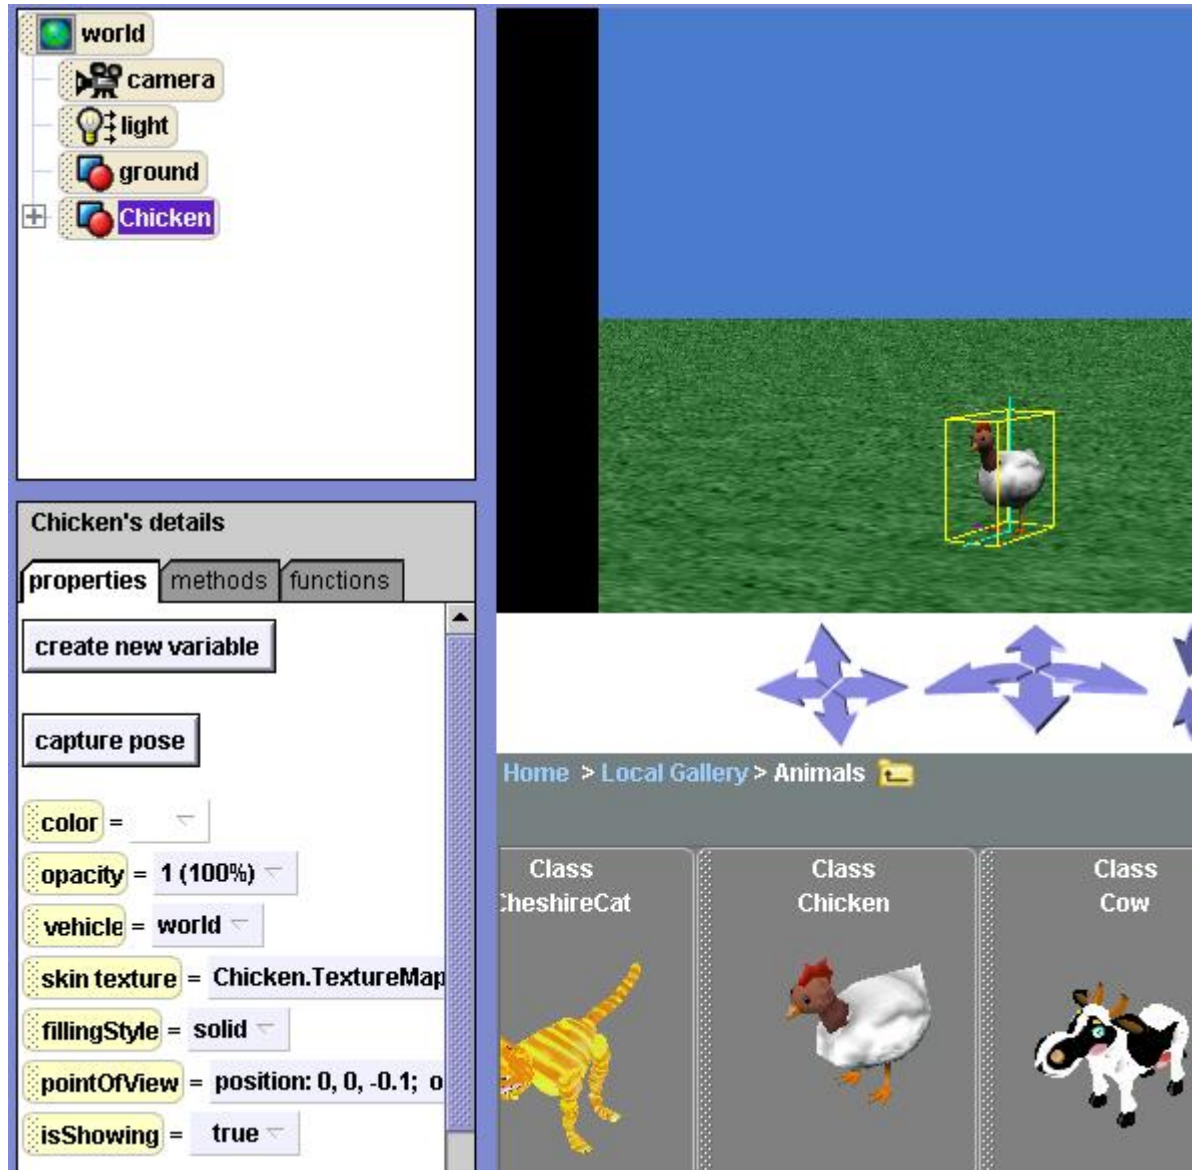 world
camera
light
ground
Chicken
Chicken's details
properties methods functions
create new variable
capture pose
color =
opacity = 1 (100%)
vehicle = world
skin texture = Chicken.TextureMap
fillingStyle = solid
pointOfView = position: 0, 0, -0.1; o
isShowing = true
Home > Local Gallery > Animals
Class
CheshireCat
Class
Chicken
Class
Cow